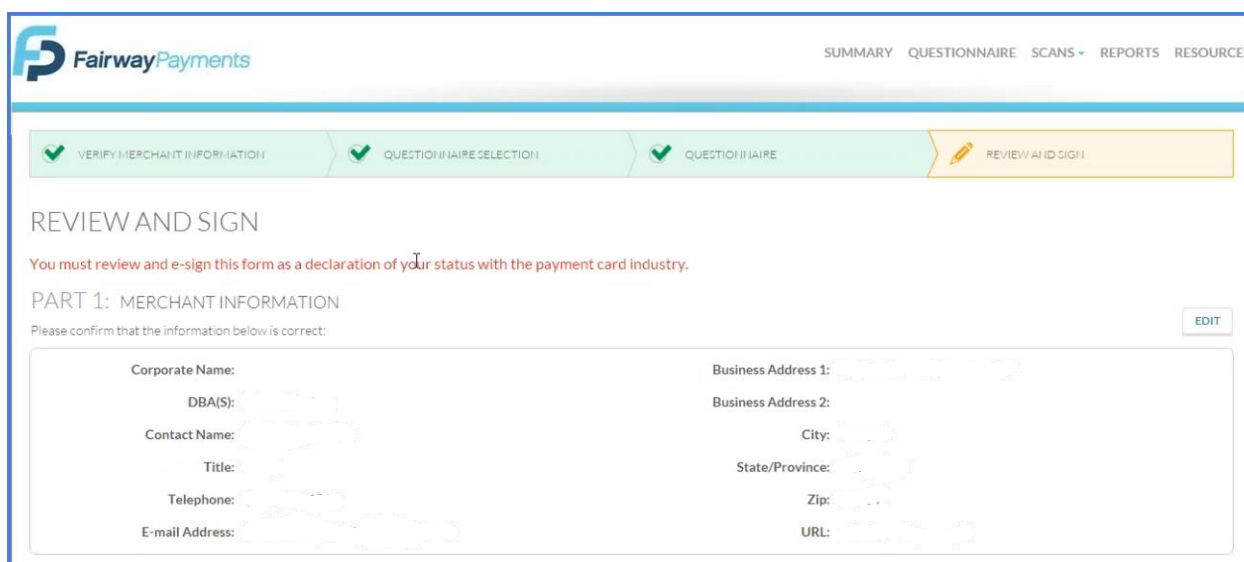 FairwayPayments
SUMMARY QUESTIONNAIRE SCANS REPORTS RESOURCE
VERIFY MERCHANT INFORMATION QUESTIONNAIRE SELECTION QUESTIONNAIRE REVIEW AND SIGN
REVIEW AND SIGN
You must review and e-sign this form as a declaration of your status with the payment card industry.
PART 1: MERCHANT INFORMATION
Please confirm that the information below is correct:
EDIT
Corporate Name: Business Address 1:
DBA(S): Business Address 2:
Contact Name: City:
Title: State/Province:
Telephone: Zip:
E-mail Address: URL: